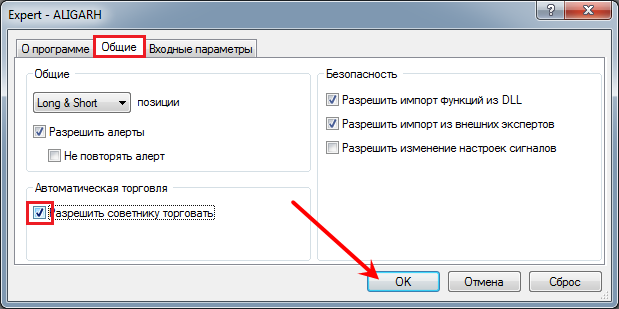 Expert - ALIGARH
О программе Общие Входные параметры
Общие
Long & Short позиции
Разрешить алерты
Не повторять алерт
Автоматическая торговля
Разрешить советнику торговать
Безопасность
Разрешить импорт функций из DLL
Разрешить импорт из внешних экспертов
Разрешить изменение настроек сигналов
OK Отмена Сброс